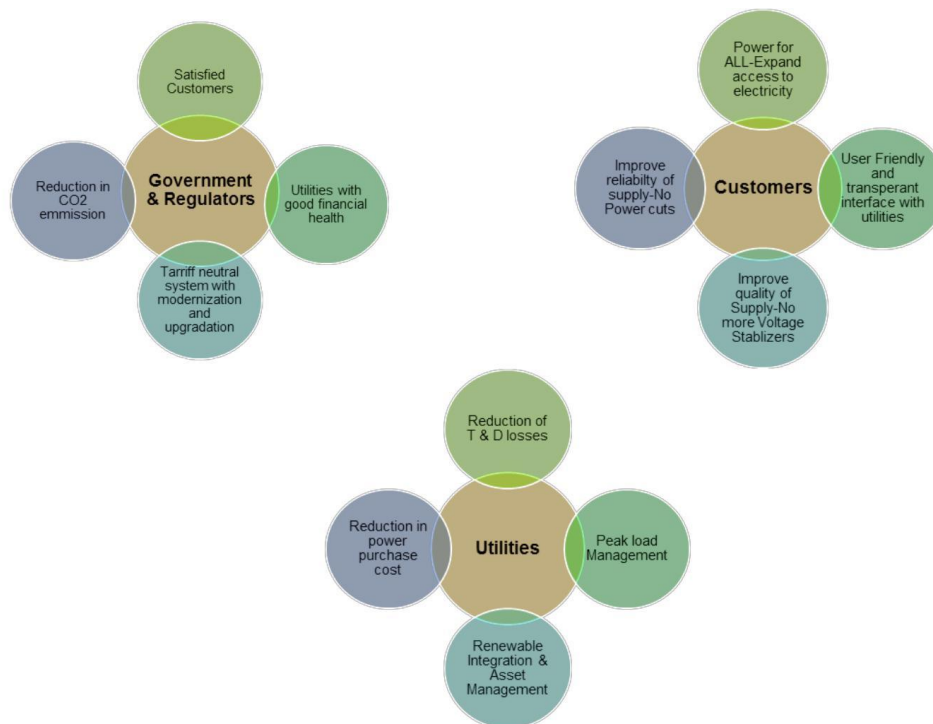 Satisfied
Customers
Reduction in
CO2
emmission
Government
& Regulators
Utilities with
good financial
health
Tarriff neutral
system with
modernization
and
upgradation
Power for
ALL-Expand
access to
electricity
Improve
reliabilty of
supply-No
Power cuts
Customers
User Friendly
and
transperant
interface with
utilities
Improve
quality of
Supply-No
more Voltage
Stablizers
Reduction of
T & D losses
Reduction in
power
purchase
cost
Utilities
Peak load
Management
Renewable
Integration &
Asset
Management